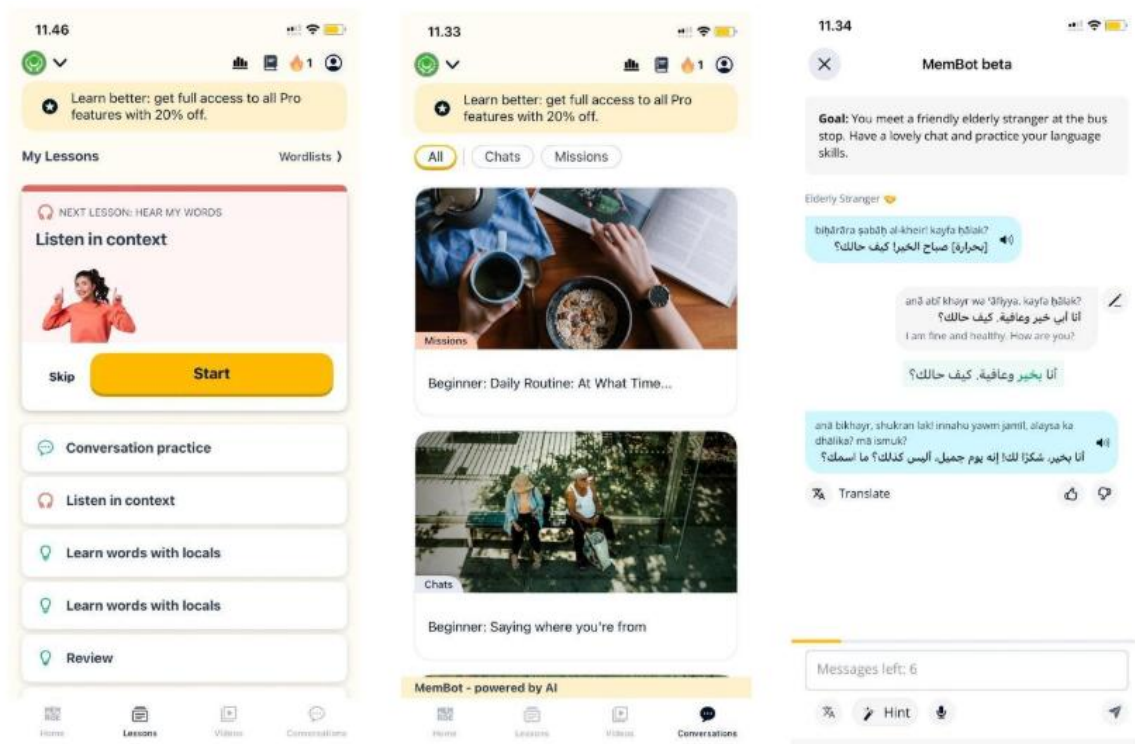 11.46
1
Learn better: get full access to all Pro
features with 20% off.
My Lessons
Wordlists
NEXT LESSON: HEAR MY WORDS
Listen in context
Skip
Start
Conversation practice
Listen in context
Learn words with locals
Learn words with locals
Review
Home
Lessons
Videos
Conversations
11.33
1
Learn better: get full access to all Pro
features with 20% off.
All
Chats
Missions
Missions
Beginner: Daily Routine: At What Time...
Chats
Beginner: Saying where you're from
MemBot - powered by AI
Home
Lessons
Videos
Conversations
11.34
MemBot beta
Goal: You meet a friendly elderly stranger at the bus
stop. Have a lovely chat and practice your language
skills.
Elderly Stranger
biḥarāra ṣabāḥ al-kheir! kayfa ḥālak?
[بحرارة] صباح الخير! كيف حالك؟
anā abī khayr wa 'āfiyya. kayfa ḥālak?
أنا أبي خير وعافية. كيف حالك؟
I am fine and healthy. How are you?
أنا بخير وعافية. كيف حالك؟
anā bikhayr, shukran lak! innahu yawm jamīl, alaysa ka
dhālika? mā ismuk?
أنا بخير، شكرًا لك! إنه يوم جميل، أليس كذلك؟ ما اسمك؟
Translate
Messages left: 6
Hint